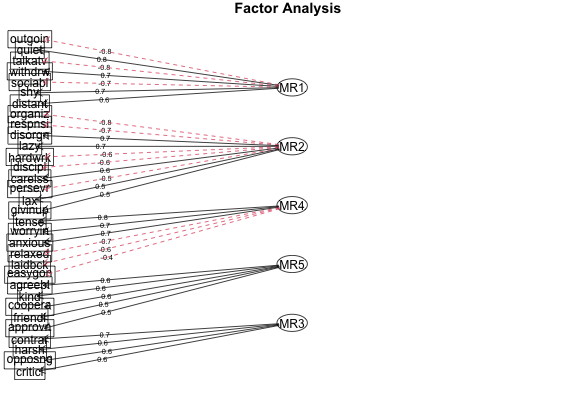 Factor Analysis
outgoin
quiet
talkatv
withdrw
sociabl
shy
distant
organiz
respnsi
disorgn
lazy
hardwrk
discipl
carelss
persevr
lax
givinup
tense
worryin
anxious
relaxed
laidbck
easygon
agreebl
kind
coopera
friendl
approve
contrar
harsh
opposng
criticl
-0.8
0.8
-0.8
0.7
-0.7
0.7
0.6
MR1
-0.8
-0.7
0.7
0.7
-0.6
-0.6
0.6
-0.5
0.5
0.5
MR2
0.8
0.7
0.7
-0.7
-0.6
-0.4
MR4
0.6
0.6
0.6
0.5
0.5
MR5
0.7
0.6
0.6
0.6
MR3